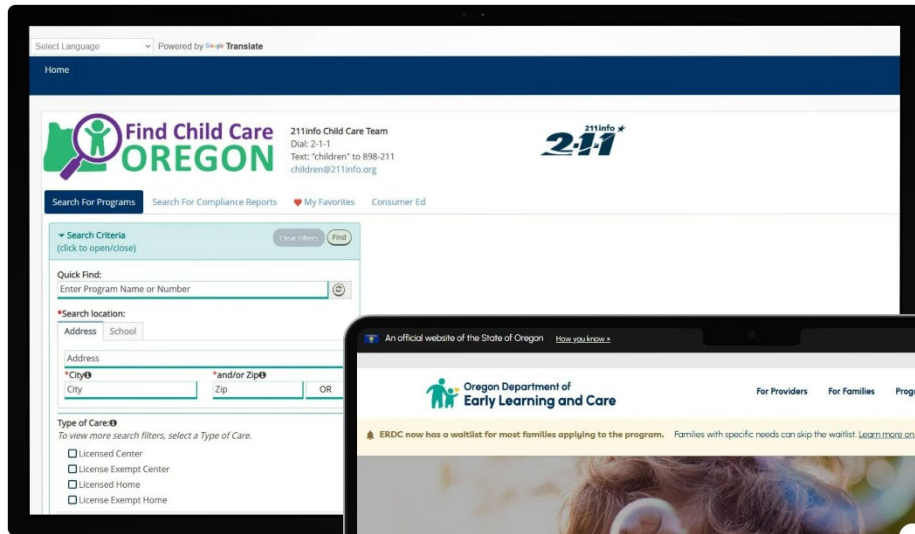 Select Language
Powered by Google Translate
Home
Find Child Care
OREGON
211info Child Care Team
Dial: 2-1-1
Text: "children" to
898-211
children@211info.org
211info
2-1-1
Search For Programs
Search For Compliance Reports
My Favorites
Consumer Ed
Search Criteria
(click to open/close)
Clear Filters
Find
Quick Find:
Enter Program Name or Number
*Search location:
Address
School
Address
*City
*and/or Zip
City
Zip
OR
Type of Care:
To view more search filters, select a Type of Care.
Licensed Center
License Exempt Center
Licensed Home
License Exempt Home
An official website of the State of Oregon How you know »
Oregon Department of
Early Learning and Care
For Providers
For Families
Progr
ERDC now has a waitlist for most families applying to the program. Families with specific needs can skip the waitlist. Learn more on